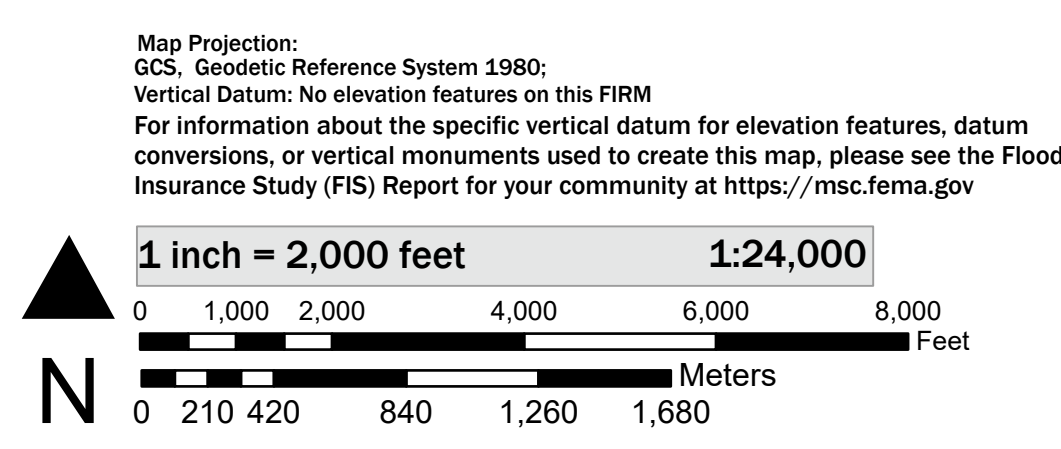 Map Projection:
GCS, Geodetic Reference System 1980;
Vertical Datum: No elevation features on this FIRM
For information about the specific vertical datum for elevation features, datum
conversions, or vertical monuments used to create this map, please see the Flood
Insurance Study (FIS) Report for your community at https://msc.fema.gov
1 inch = 2,000 feet 1:24,000
0 1,000 2,000 4,000 6,000 8,000
Feet
Meters
N
0 210 420 840 1,260 1,680